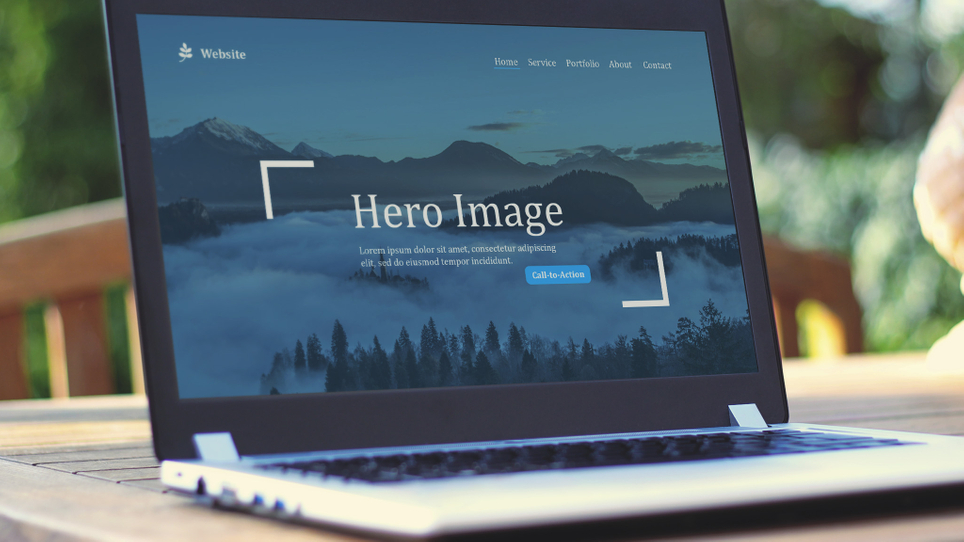 Website
Home Service Portfolio About Contact
Hero Image
Lorem ipsum dolor sit amet, consectetur adipiscing
elit, sed do eiusmod tempor incididunt.
Call-to-Action